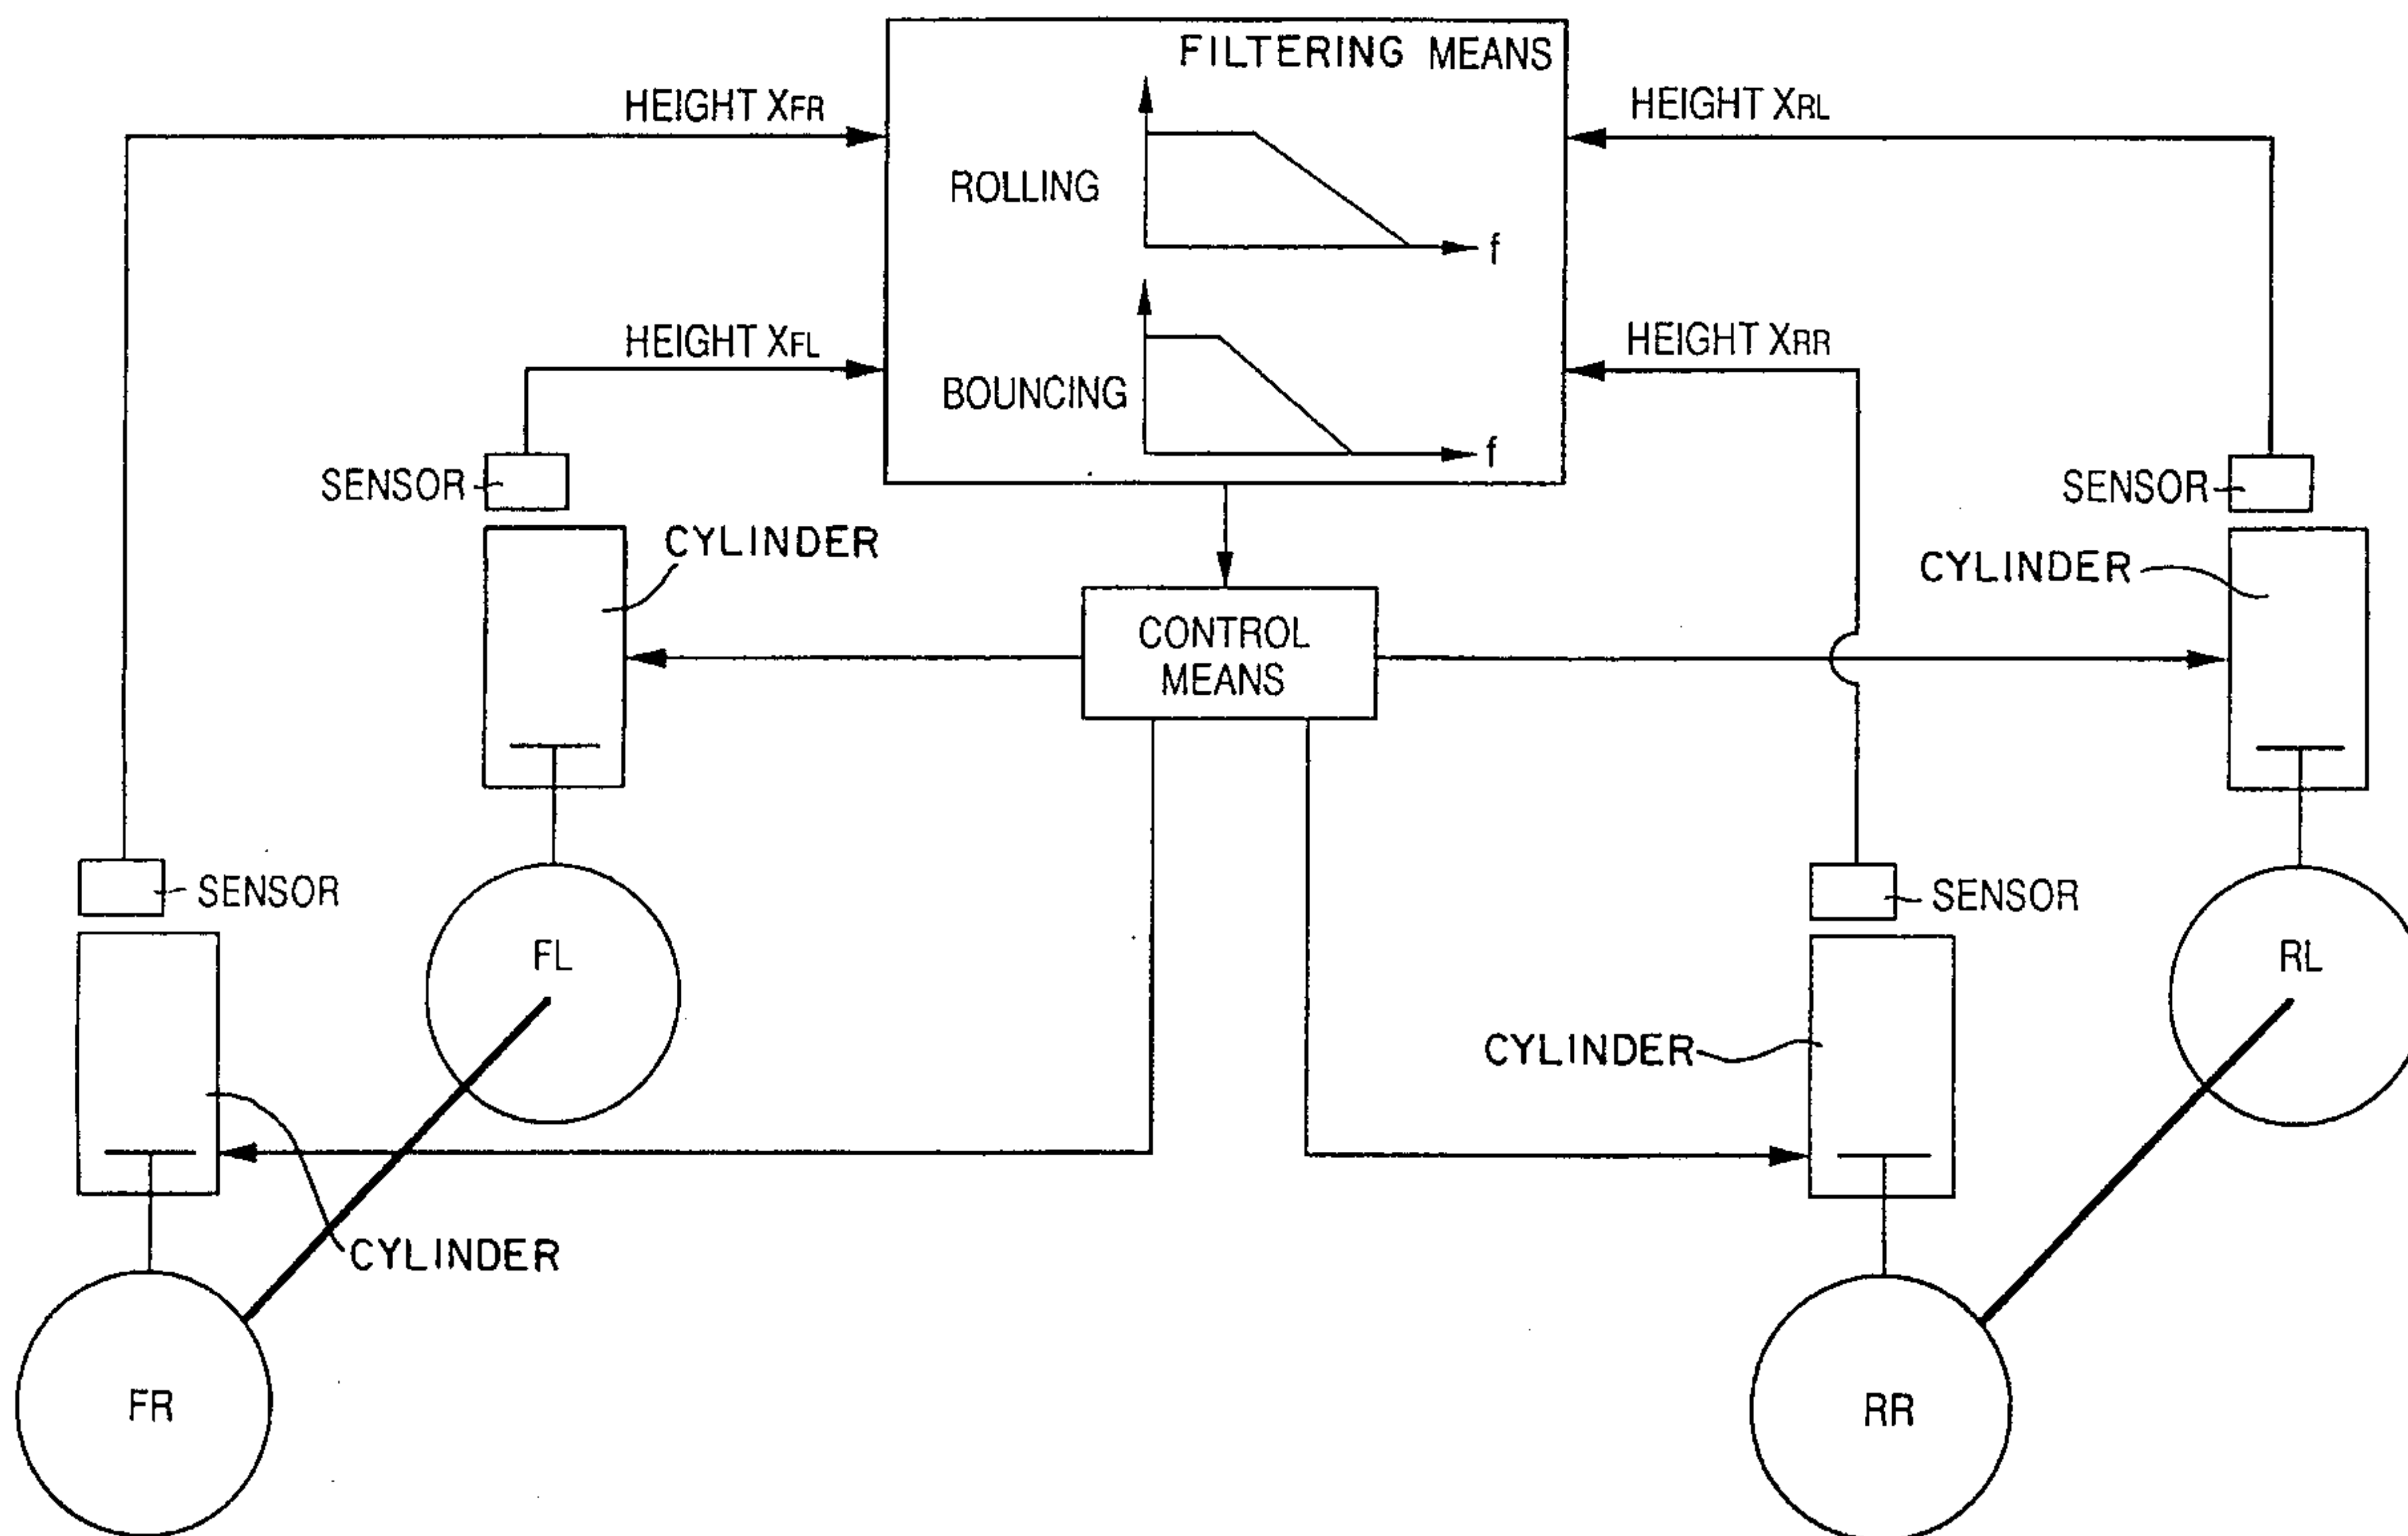 FILTERING MEANS
HEIGHT XFR
HEIGHT XRL
ROLLING
f
HEIGHT XFL
HEIGHT XRR
BOUNCING
f
SENSOR
SENSOR
CYLINDER
CYLINDER
CONTROL
MEANS
SENSOR
SENSOR
FL
RL
CYLINDER
CYLINDER
FR
RR